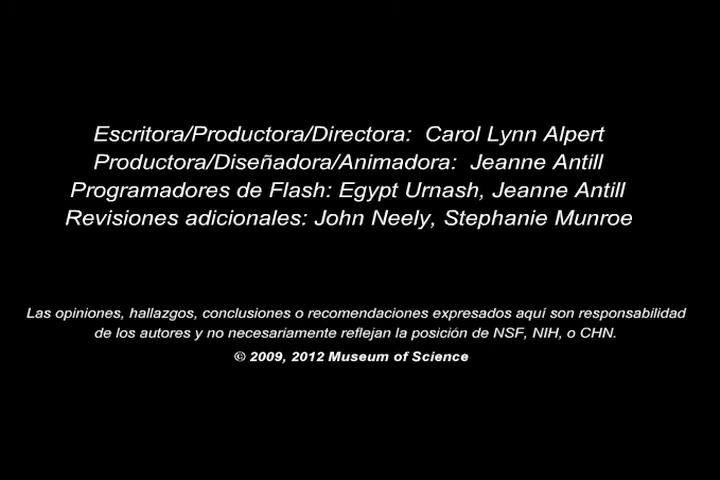 Escritora/Productora/Directora: Carol Lynn Alpert
Productora/Diseñadora/Animadora: Jeanne Antill
Programadores de Flash: Egypt Urnash, Jeanne Antill
Revisiones adicionales: John Neely, Stephanie Munroe
Las opiniones, hallazgos, conclusiones o recomendaciones expresados aquí son responsabilidad
de los autores y no necesariamente reflejan la posición de NSF, NIH, o CHN.
© 2009, 2012 Museum of Science